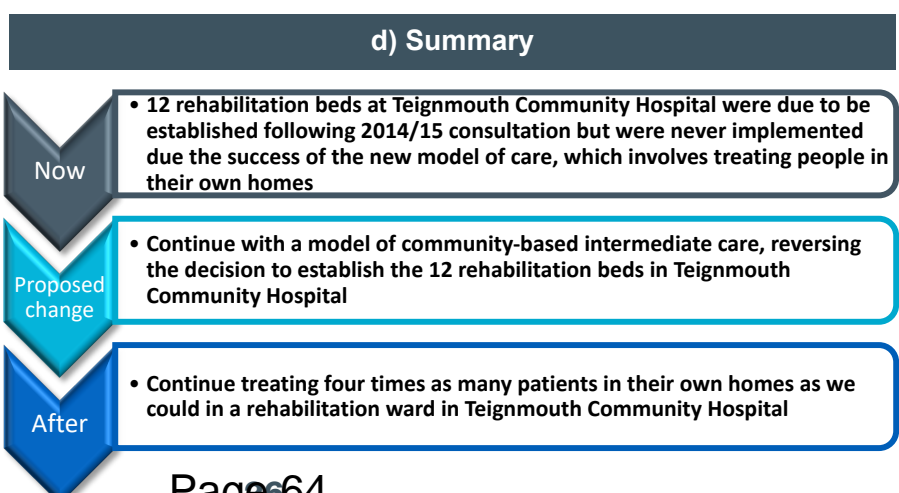 d) Summary
Now
• 12 rehabilitation beds at Teignmouth Community Hospital were due to be
established following 2014/15 consultation but were never implemented
due the success of the new model of care, which involves treating people in
their own homes
Proposed
change
• Continue with a model of community-based intermediate care, reversing
the decision to establish the 12 rehabilitation beds in Teignmouth
Community Hospital
After
• Continue treating four times as many patients in their own homes as we
could in a rehabilitation ward in Teignmouth Community Hospital
Page 64